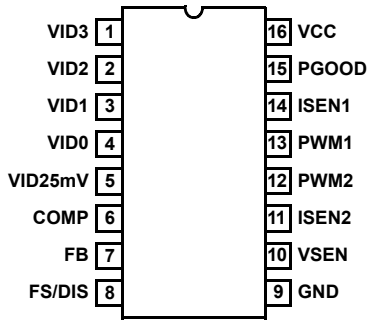 VID3 1 16 VCC
VID2 2 15 PGOOD
VID1 3 14 ISEN1
VID0 4 13 PWM1
VID25mV 5 12 PWM2
COMP 6 11 ISEN2
FB 7 10 VSEN
FS/DIS 8 9 GND